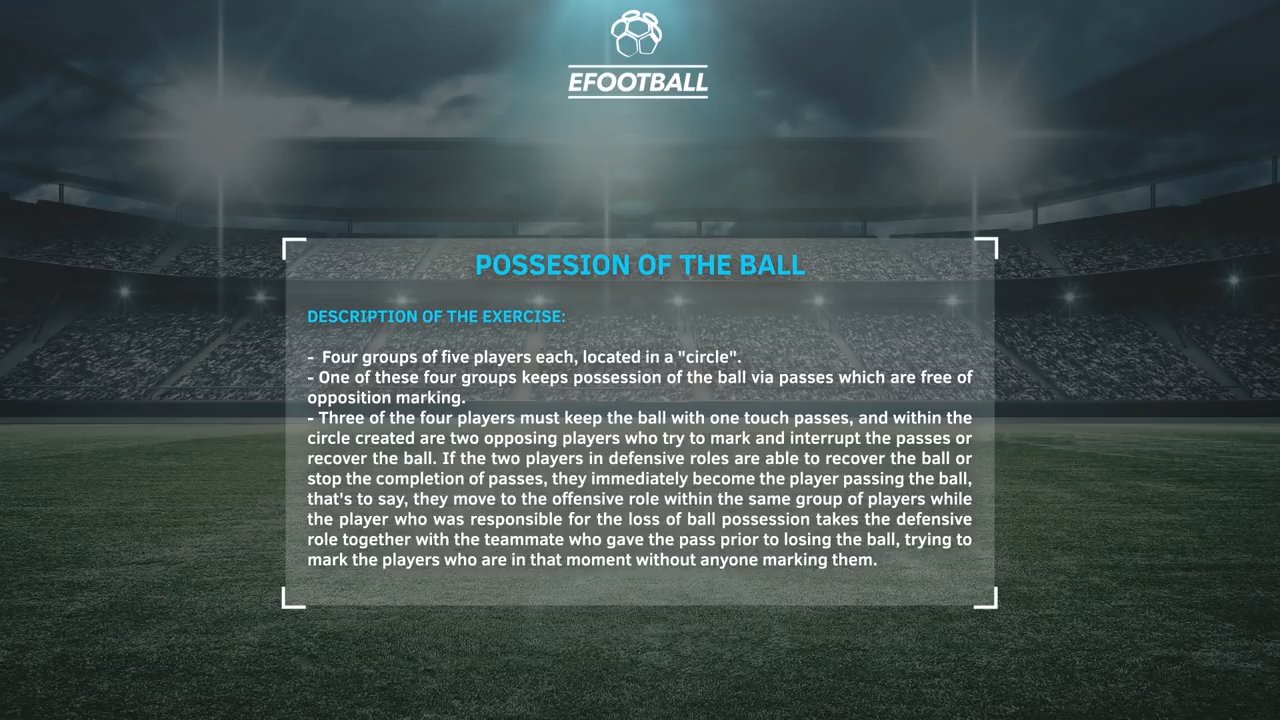 EFOOTBALL
POSSESION OF THE BALL
DESCRIPTION OF THE EXERCISE:
- Four groups of five players each, located in a "circle".
- One of these four groups keeps possession of the ball via passes which are free of
opposition marking.
- Three of the four players must keep the ball with one touch passes, and within the
circle created are two opposing players who try to mark and interrupt the passes or
recover the ball. If the two players in defensive roles are able to recover the ball or
stop the completion of passes, they immediately become the player passing the ball,
that's to say, they move to the offensive role within the same group of players while
the player who was responsible for the loss of ball possession takes the defensive
role together with the teammate who gave the pass prior to losing the ball, trying to
mark the players who are in that moment without anyone marking them.